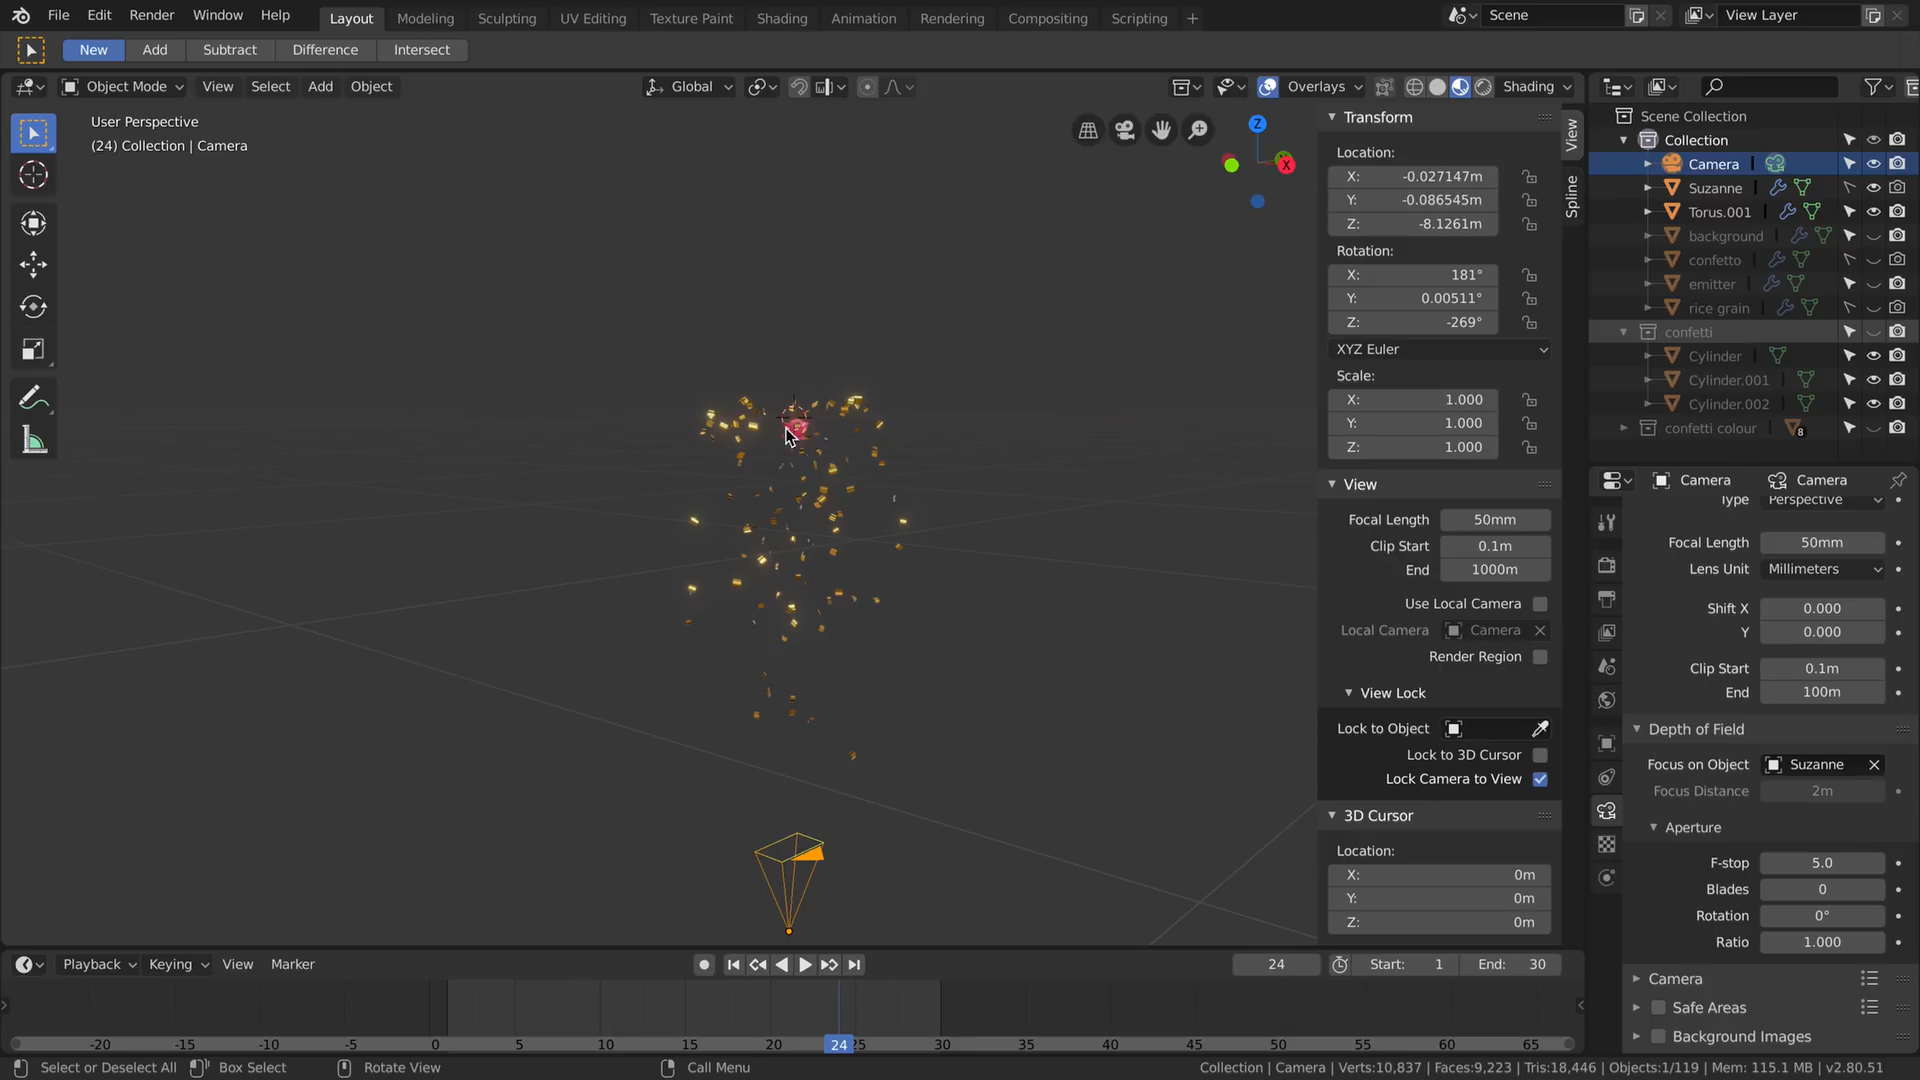 File Edit Render Window Help Layout Modeling Sculpting UV Editing Texture Paint Shading Animation Rendering Compositing Scripting Scene View Layer
New Add Subtract Difference Intersect
Object Mode View Select Add Object Global Overlays Shading
User Perspective
(24) Collection | Camera
Z
X
Transform
Location:
X: -0.027147m
Y: -0.086545m
Z: -8.1261m
Rotation:
X: 181°
Y: 0.00511°
Z: -269°
XYZ Euler
Scale:
X: 1.000
Y: 1.000
Z: 1.000
View
Focal Length 50mm
Clip Start 0.1m
End 1000m
Use Local Camera
Local Camera Camera
Render Region
View Lock
Lock to Object
Lock to 3D Cursor
Lock Camera to View
3D Cursor
Location:
X: 0m
Y: 0m
Z: 0m
View
Spline
Scene Collection
Collection
Camera
Suzanne
Torus.001
background
confetto
emitter
rice grain
confetti
Cylinder
Cylinder.001
Cylinder.002
confetti colour 8
Camera Camera
Type Perspective
Focal Length 50mm
Lens Unit Millimeters
Shift X 0.000
Y 0.000
Clip Start 0.1m
End 100m
Depth of Field
Focus on Object Suzanne
Focus Distance 2m
Aperture
F-stop 5.0
Blades 0
Rotation 0°
Ratio 1.000
Camera
Safe Areas
Background Images
Playback Keying View Marker 24 Start: 1 End: 30
-20 -15 -10 -5 0 5 10 15 20 24 25 30 35 40 45 50 55 60 65
Select or Deselect All Box Select Rotate View Call Menu Collection | Camera | Verts:10,837 | Faces:9,223 | Tris:18,446 | Objects:1/119 | Mem: 115.1 MB | v2.80.51